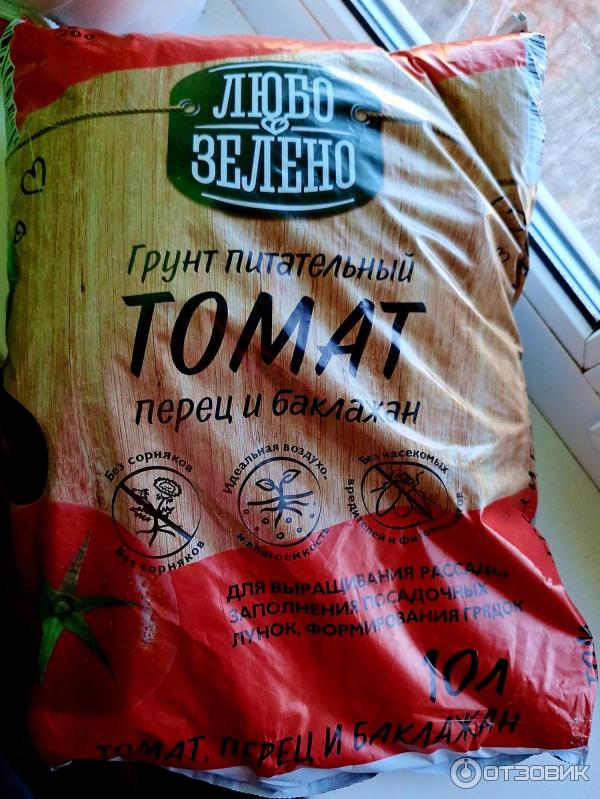 ЛЮБО
ЗЕЛЕНО
Грунт питательный
ТОМАТ
перец и баклажан
Без сорняков
Без сорняков
Идеальная воздухо-
и влагоемкость
Без насекомых
вредителей и
ДЛЯ ВЫРАЩИВАНИЯ РАССАДЫ,
ЗАПОЛНЕНИЯ ПОСАДОЧНЫХ
ЛУНОК, ФОРМИРОВАНИЯ ГРЯДОК
10л
ТОМАТ, ПЕРЕЦ И БАКЛАЖАН
ОТЗОВИК